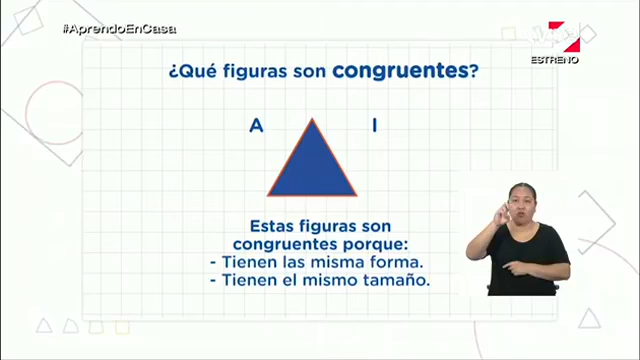 #AprendoEnCasa
ESTRENO
¿Qué figuras son congruentes?
A
I
Estas figuras son
congruentes porque:
- Tienen las misma forma.
- Tienen el mismo tamaño.